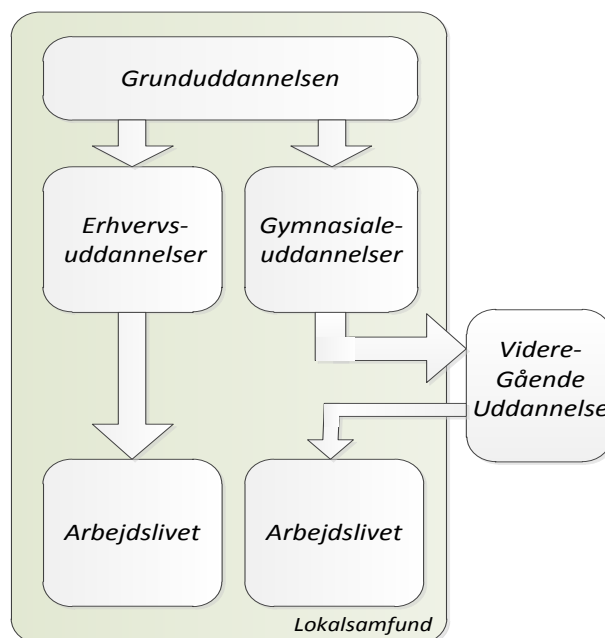 Grunduddannelsen
Erhvervs-
uddannelser
Gymnasiale-
uddannelser
Videre-
Gående
Uddannelse
Arbejdslivet
Arbejdslivet
Lokalsamfund